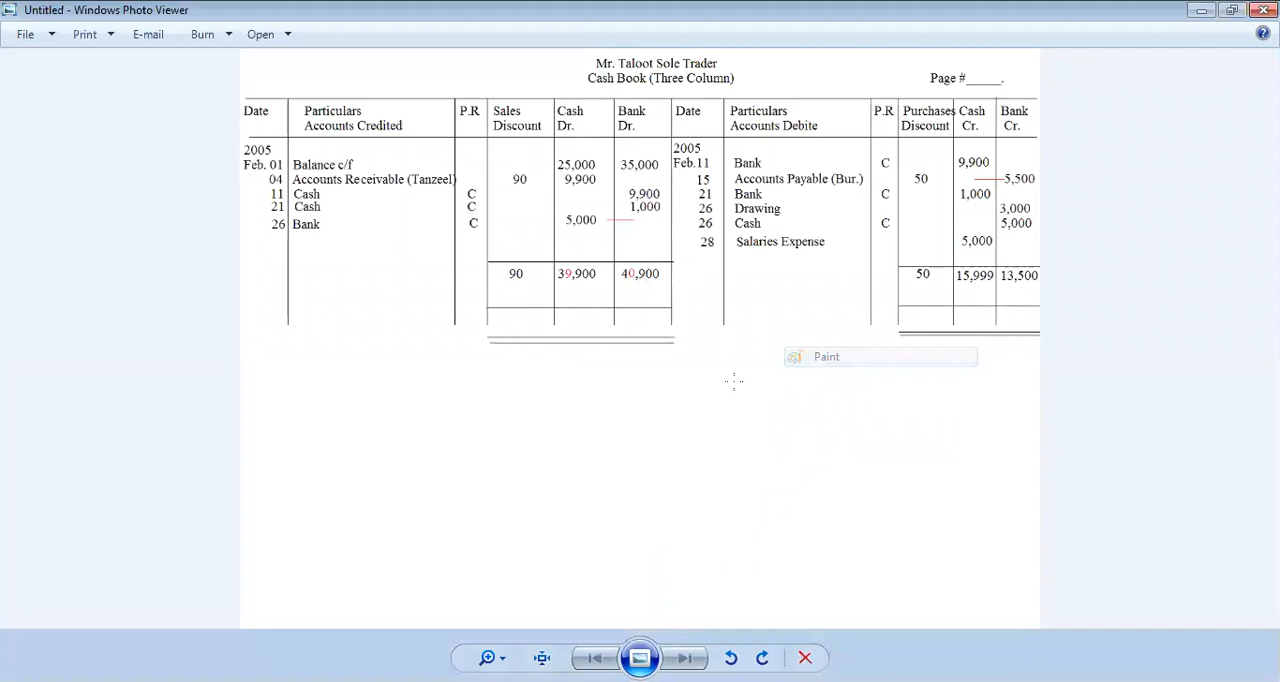 Untitled - Windows Photo Viewer
File Print E-mail Burn Open
Mr. Taloot Sole Trader
Cash Book (Three Column) Page #_____.
Date Particulars P.R Sales Cash Bank Date Particulars P.R Purchases Cash Bank
Accounts Credited Discount Dr. Dr. Accounts Debite Discount Cr. Cr.
2005 2005
Feb. 01 Balance c/f 25,000 35,000 Feb.11 Bank C 9,900
04 Accounts Receivable (Tanzeel) 90 9,900 15 Accounts Payable (Bur.) 50 5,500
11 Cash C 9,900 21 Bank C 1,000
21 Cash C 1,000 26 Drawing 3,000
26 Bank C 5,000 26 Cash C 5,000
28 Salaries Expense 5,000
90 39,900 40,900 50 15,999 13,500
Paint